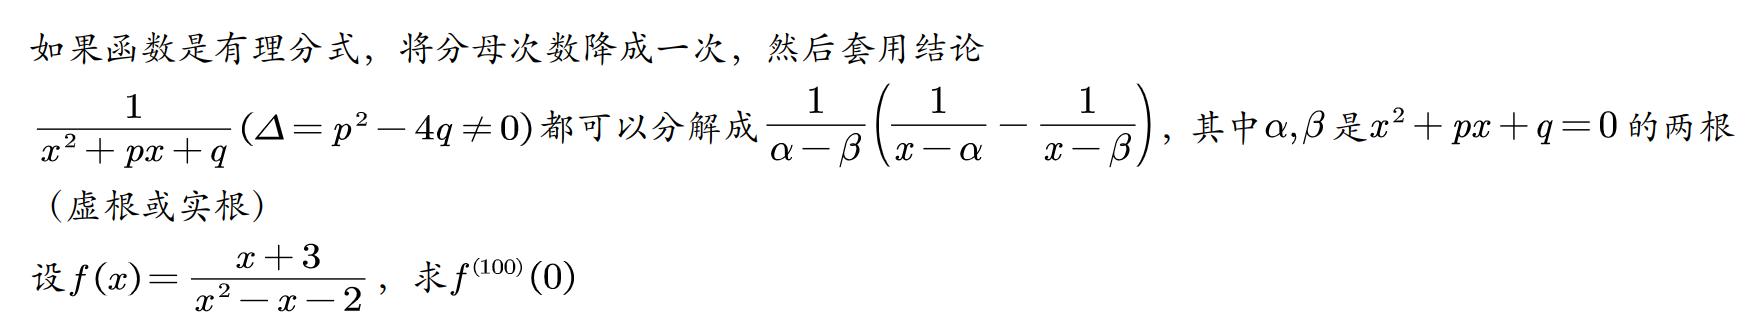 如果函数是有理分式，将分母次数降成一次，然后套用结论
$\frac{1}{x^2+px+q}(\Delta=p^2-4q\neq 0)$都可以分解成$\frac{1}{\alpha-\beta}\left(\frac{1}{x-\alpha}-\frac{1}{x-\beta}\right)$，其中$\alpha,\beta$是$x^2+px+q=0$的两根
（虚根或实根）
设$f(x)=\frac{x+3}{x^2-x-2}$，求$f^{(100)}(0)$